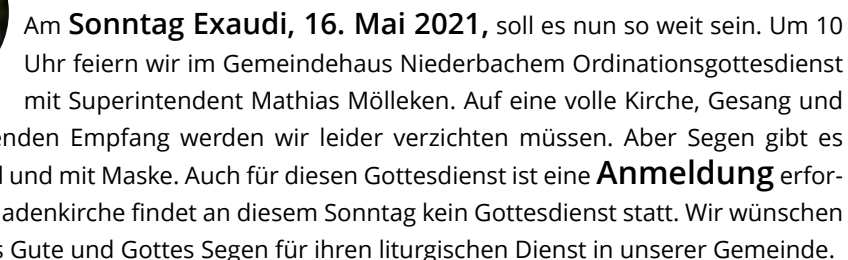 Am Sonntag Exaudi, 16. Mai 2021, soll es nun so weit sein. Um 10
Uhr feiern wir im Gemeindehaus Niederbachem Ordinationsgottesdienst
mit Superintendent Mathias Mölleken. Auf eine volle Kirche, Gesang und
enden Empfang werden wir leider verzichten müssen. Aber Segen gibt es
und mit Maske. Auch für diesen Gottesdienst ist eine Anmeldung erfor-
adenkirche findet an diesem Sonntag kein Gottesdienst statt. Wir wünschen
s Gute und Gottes Segen für ihren liturgischen Dienst in unserer Gemeinde.